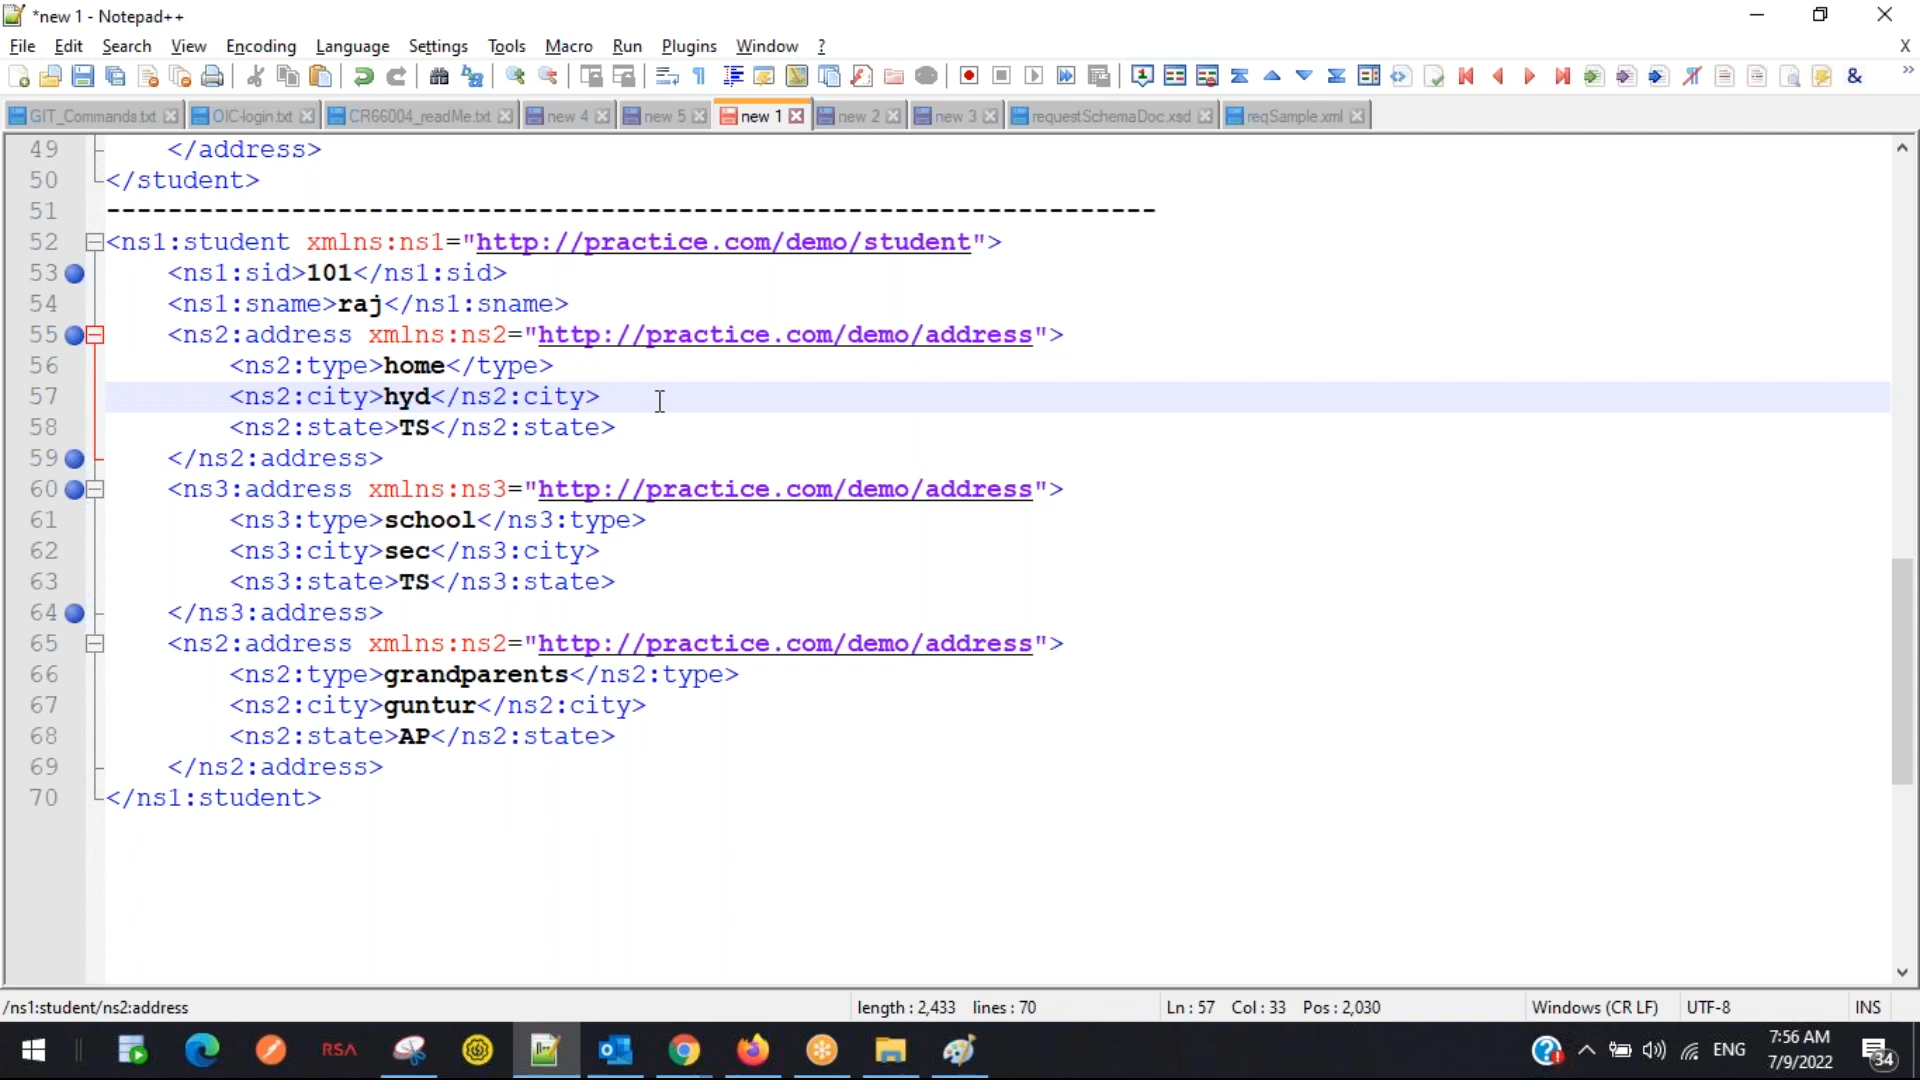 *new 1 - Notepad++
File Edit Search View Encoding Language Settings Tools Macro Run Plugins Window ? X
GIT_Commands.txt OIC-login.txt CR66004_readMe.txt new 4 new 5 new 1 new 2 new 3 requestSchemaDoc.xsd reqSample.xml
49 </address>
50 </student>
51 --------------------------------------------------------------------
52 <ns1:student xmlns:ns1="http://practice.com/demo/student">
53 <ns1:sid>101</ns1:sid>
54 <ns1:sname>raj</ns1:sname>
55 <ns2:address xmlns:ns2="http://practice.com/demo/address">
56 <ns2:type>home</type>
57 <ns2:city>hyd</ns2:city>
58 <ns2:state>TS</ns2:state>
59 </ns2:address>
60 <ns3:address xmlns:ns3="http://practice.com/demo/address">
61 <ns3:type>school</ns3:type>
62 <ns3:city>sec</ns3:city>
63 <ns3:state>TS</ns3:state>
64 </ns3:address>
65 <ns2:address xmlns:ns2="http://practice.com/demo/address">
66 <ns2:type>grandparents</ns2:type>
67 <ns2:city>guntur</ns2:city>
68 <ns2:state>AP</ns2:state>
69 </ns2:address>
70 </ns1:student>
/ns1:student/ns2:address length : 2,433 lines : 70 Ln : 57 Col : 33 Pos : 2,030 Windows (CR LF) UTF-8 INS
RSA ENG 7:56 AM 34
7/9/2022